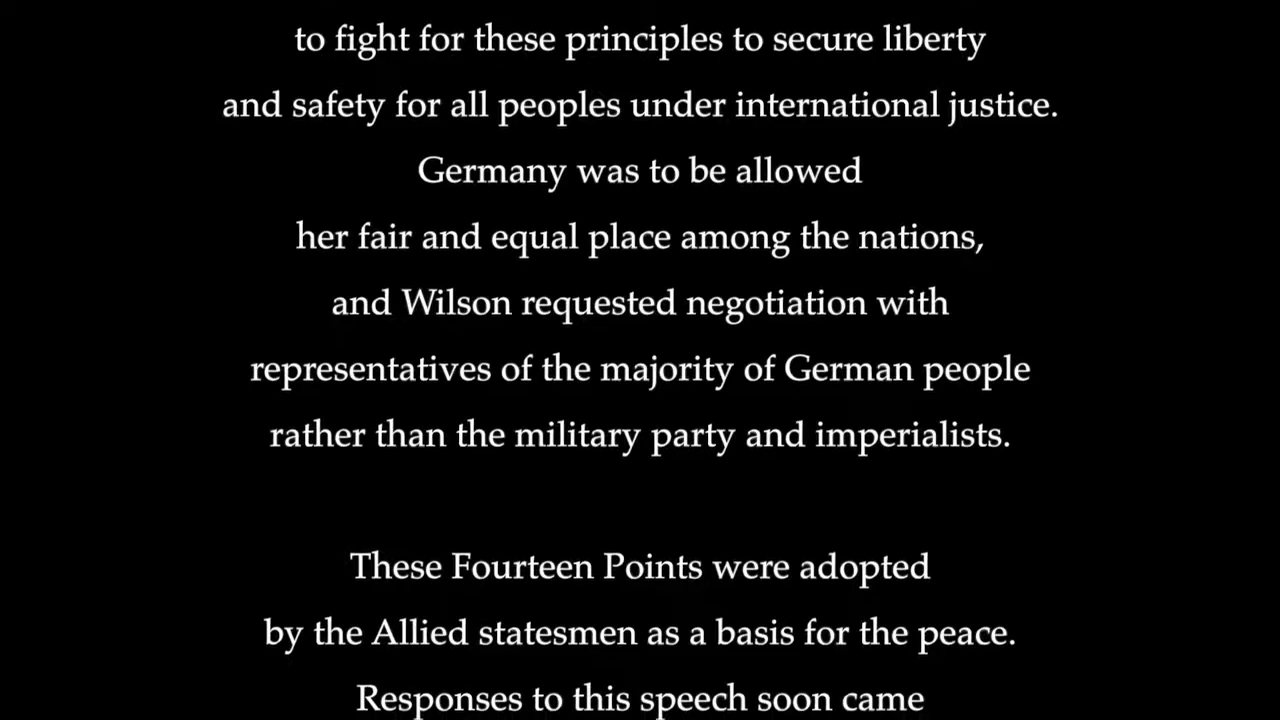 to fight for these principles to secure liberty
and safety for all peoples under international justice.
Germany was to be allowed
her fair and equal place among the nations,
and Wilson requested negotiation with
representatives of the majority of German people
rather than the military party and imperialists.
These Fourteen Points were adopted
by the Allied statesmen as a basis for the peace.
Responses to this speech soon came